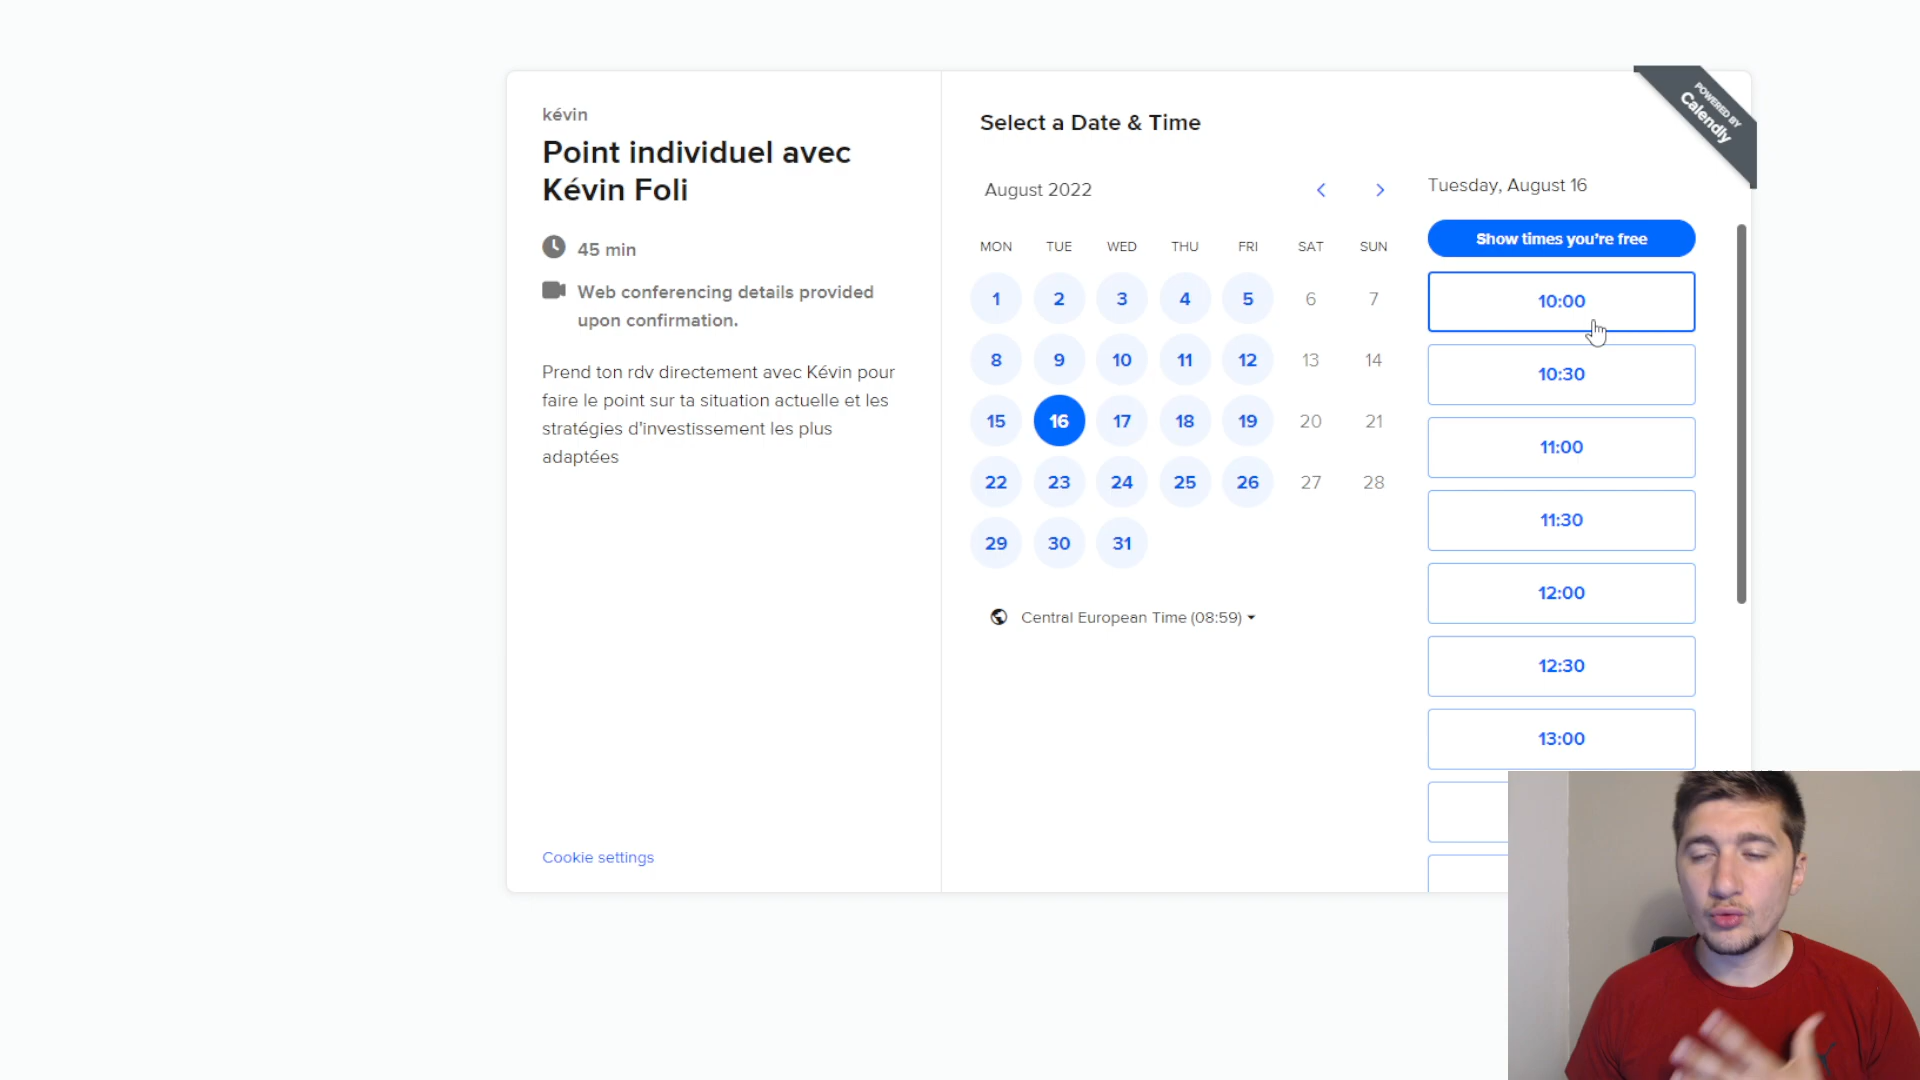 kévin
Point individuel avec
Kévin Foli
45 min
Web conferencing details provided
upon confirmation.
Prend ton rdv directement avec Kévin pour
faire le point sur ta situation actuelle et les
stratégies d'investissement les plus
adaptées
Cookie settings
Select a Date & Time
August 2022
MON TUE WED THU FRI SAT SUN
1 2 3 4 5 6 7
8 9 10 11 12 13 14
15 16 17 18 19 20 21
22 23 24 25 26 27 28
29 30 31
Central European Time (08:59)
POWERED BY
Calendly
Tuesday, August 16
Show times you're free
10:00
10:30
11:00
11:30
12:00
12:30
13:00